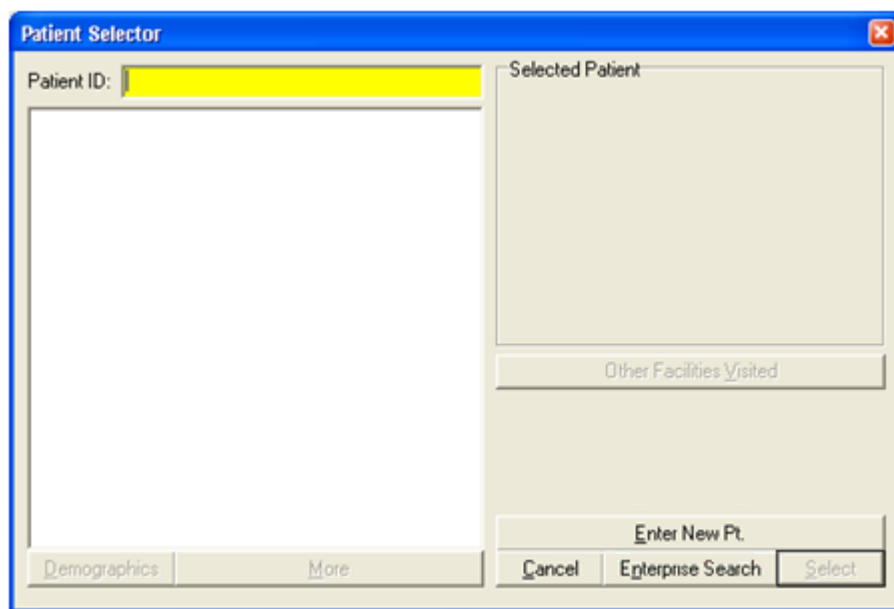 Patient Selector
Patient ID:
Selected Patient
Other Facilities Visited
Enter New Pt.
Demographics
More
Cancel
Enterprise Search
Select